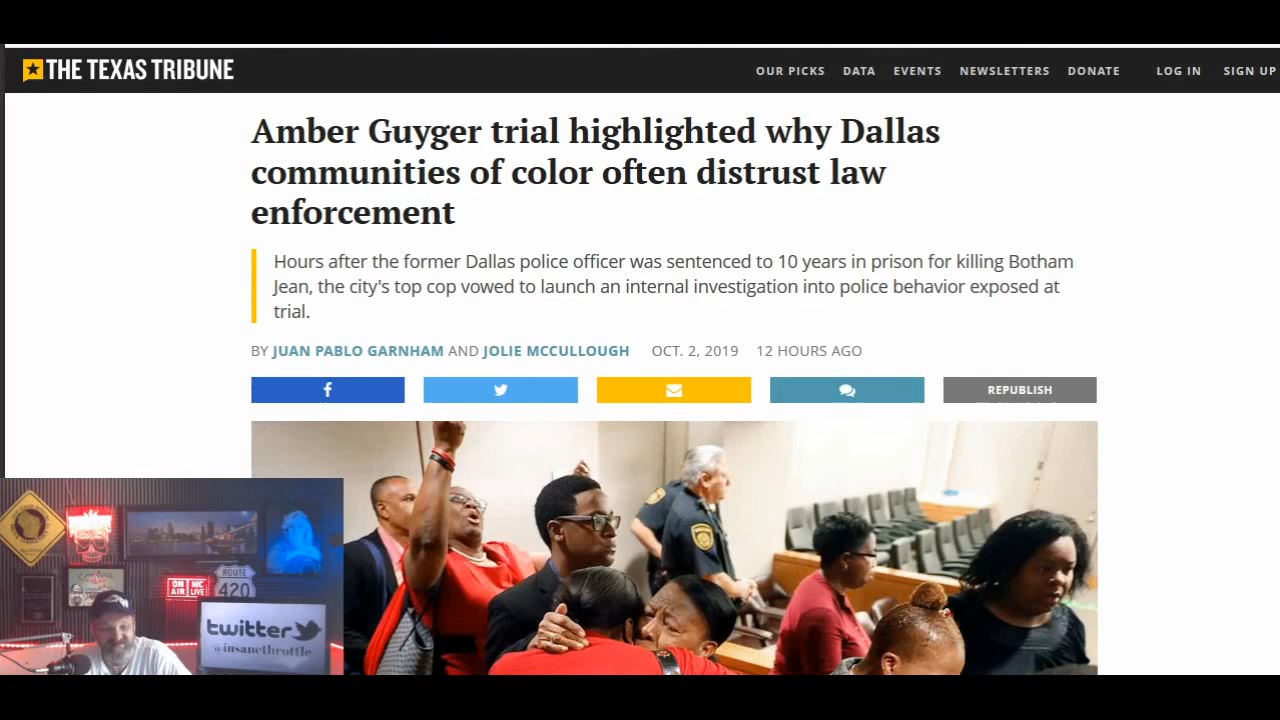 THE TEXAS TRIBUNE
OUR PICKS DATA EVENTS NEWSLETTERS DONATE LOG IN SIGN UP
Amber Guyger trial highlighted why Dallas
communities of color often distrust law
enforcement
Hours after the former Dallas police officer was sentenced to 10 years in prison for killing Botham
Jean, the city's top cop vowed to launch an internal investigation into police behavior exposed at
trial.
BY JUAN PABLO GARNHAM AND JOLIE MCCULLOUGH OCT. 2, 2019 12 HOURS AGO
REPUBLISH
ON AIR
MIC LIVE
ROUTE
420
twitter
@insanethrottle